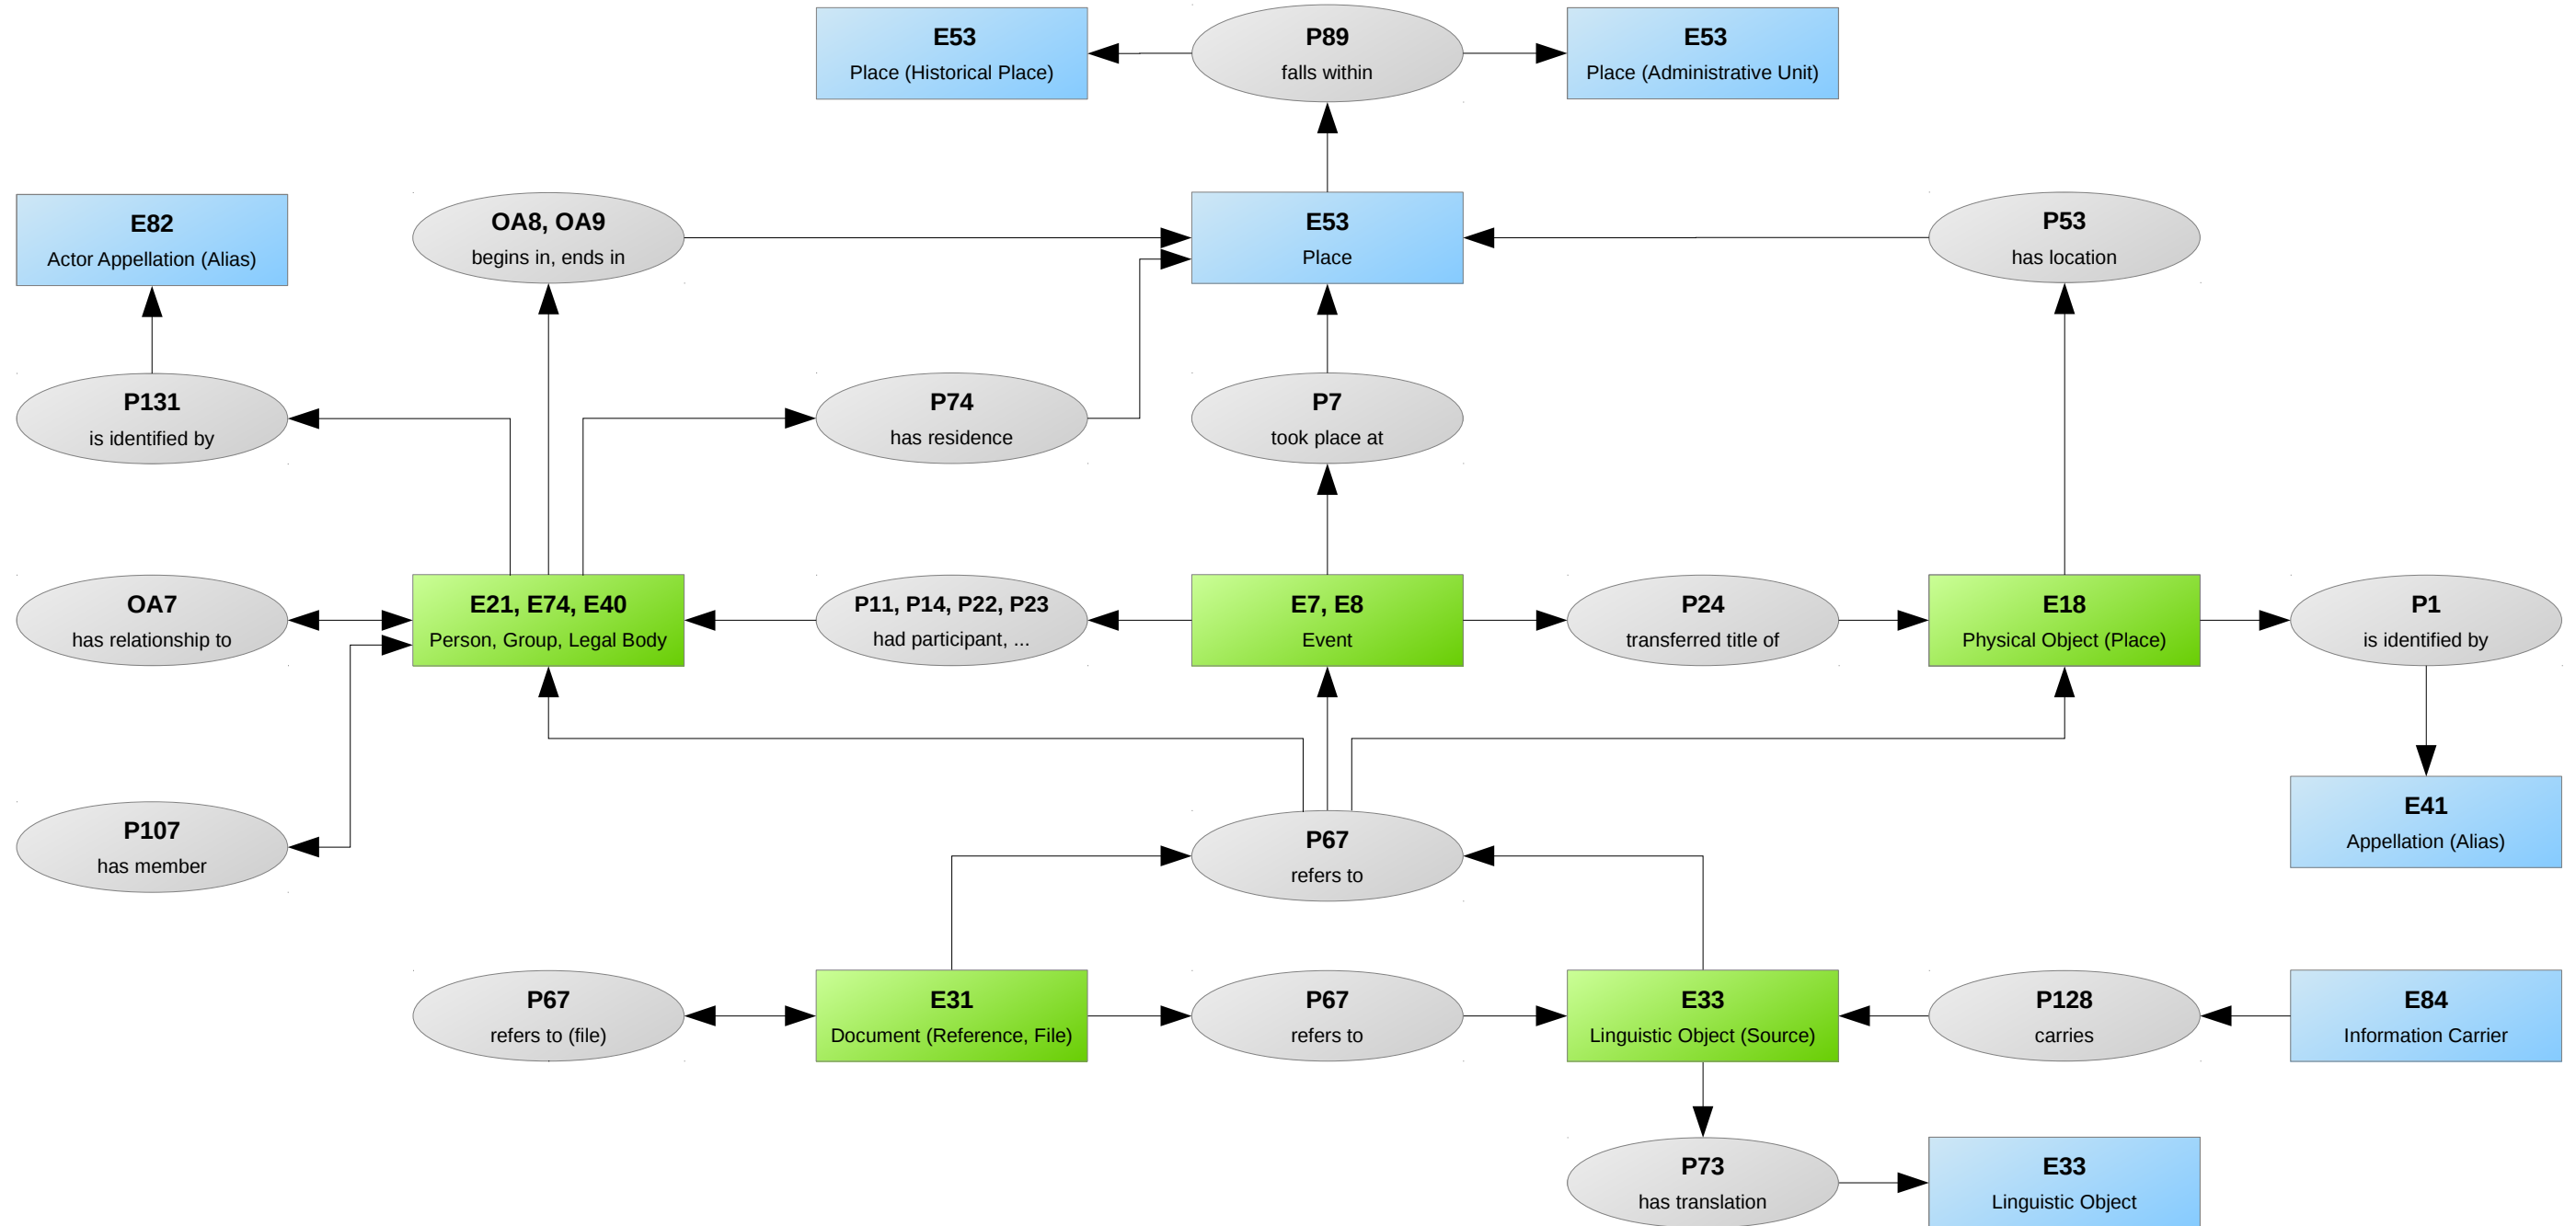 E53
Place (Historical Place)
P89
falls within
E53
Place (Administrative Unit)
E82
Actor Appellation (Alias)
OA8, OA9
begins in, ends in
E53
Place
P53
has location
P131
is identified by
P74
has residence
P7
took place at
OA7
has relationship to
E21, E74, E40
Person, Group, Legal Body
P11, P14, P22, P23
had participant, ...
E7, E8
Event
P24
transferred title of
E18
Physical Object (Place)
P1
is identified by
P107
has member
P67
refers to
E41
Appellation (Alias)
P67
refers to (file)
E31
Document (Reference, File)
P67
refers to
E33
Linguistic Object (Source)
P128
carries
E84
Information Carrier
P73
has translation
E33
Linguistic Object